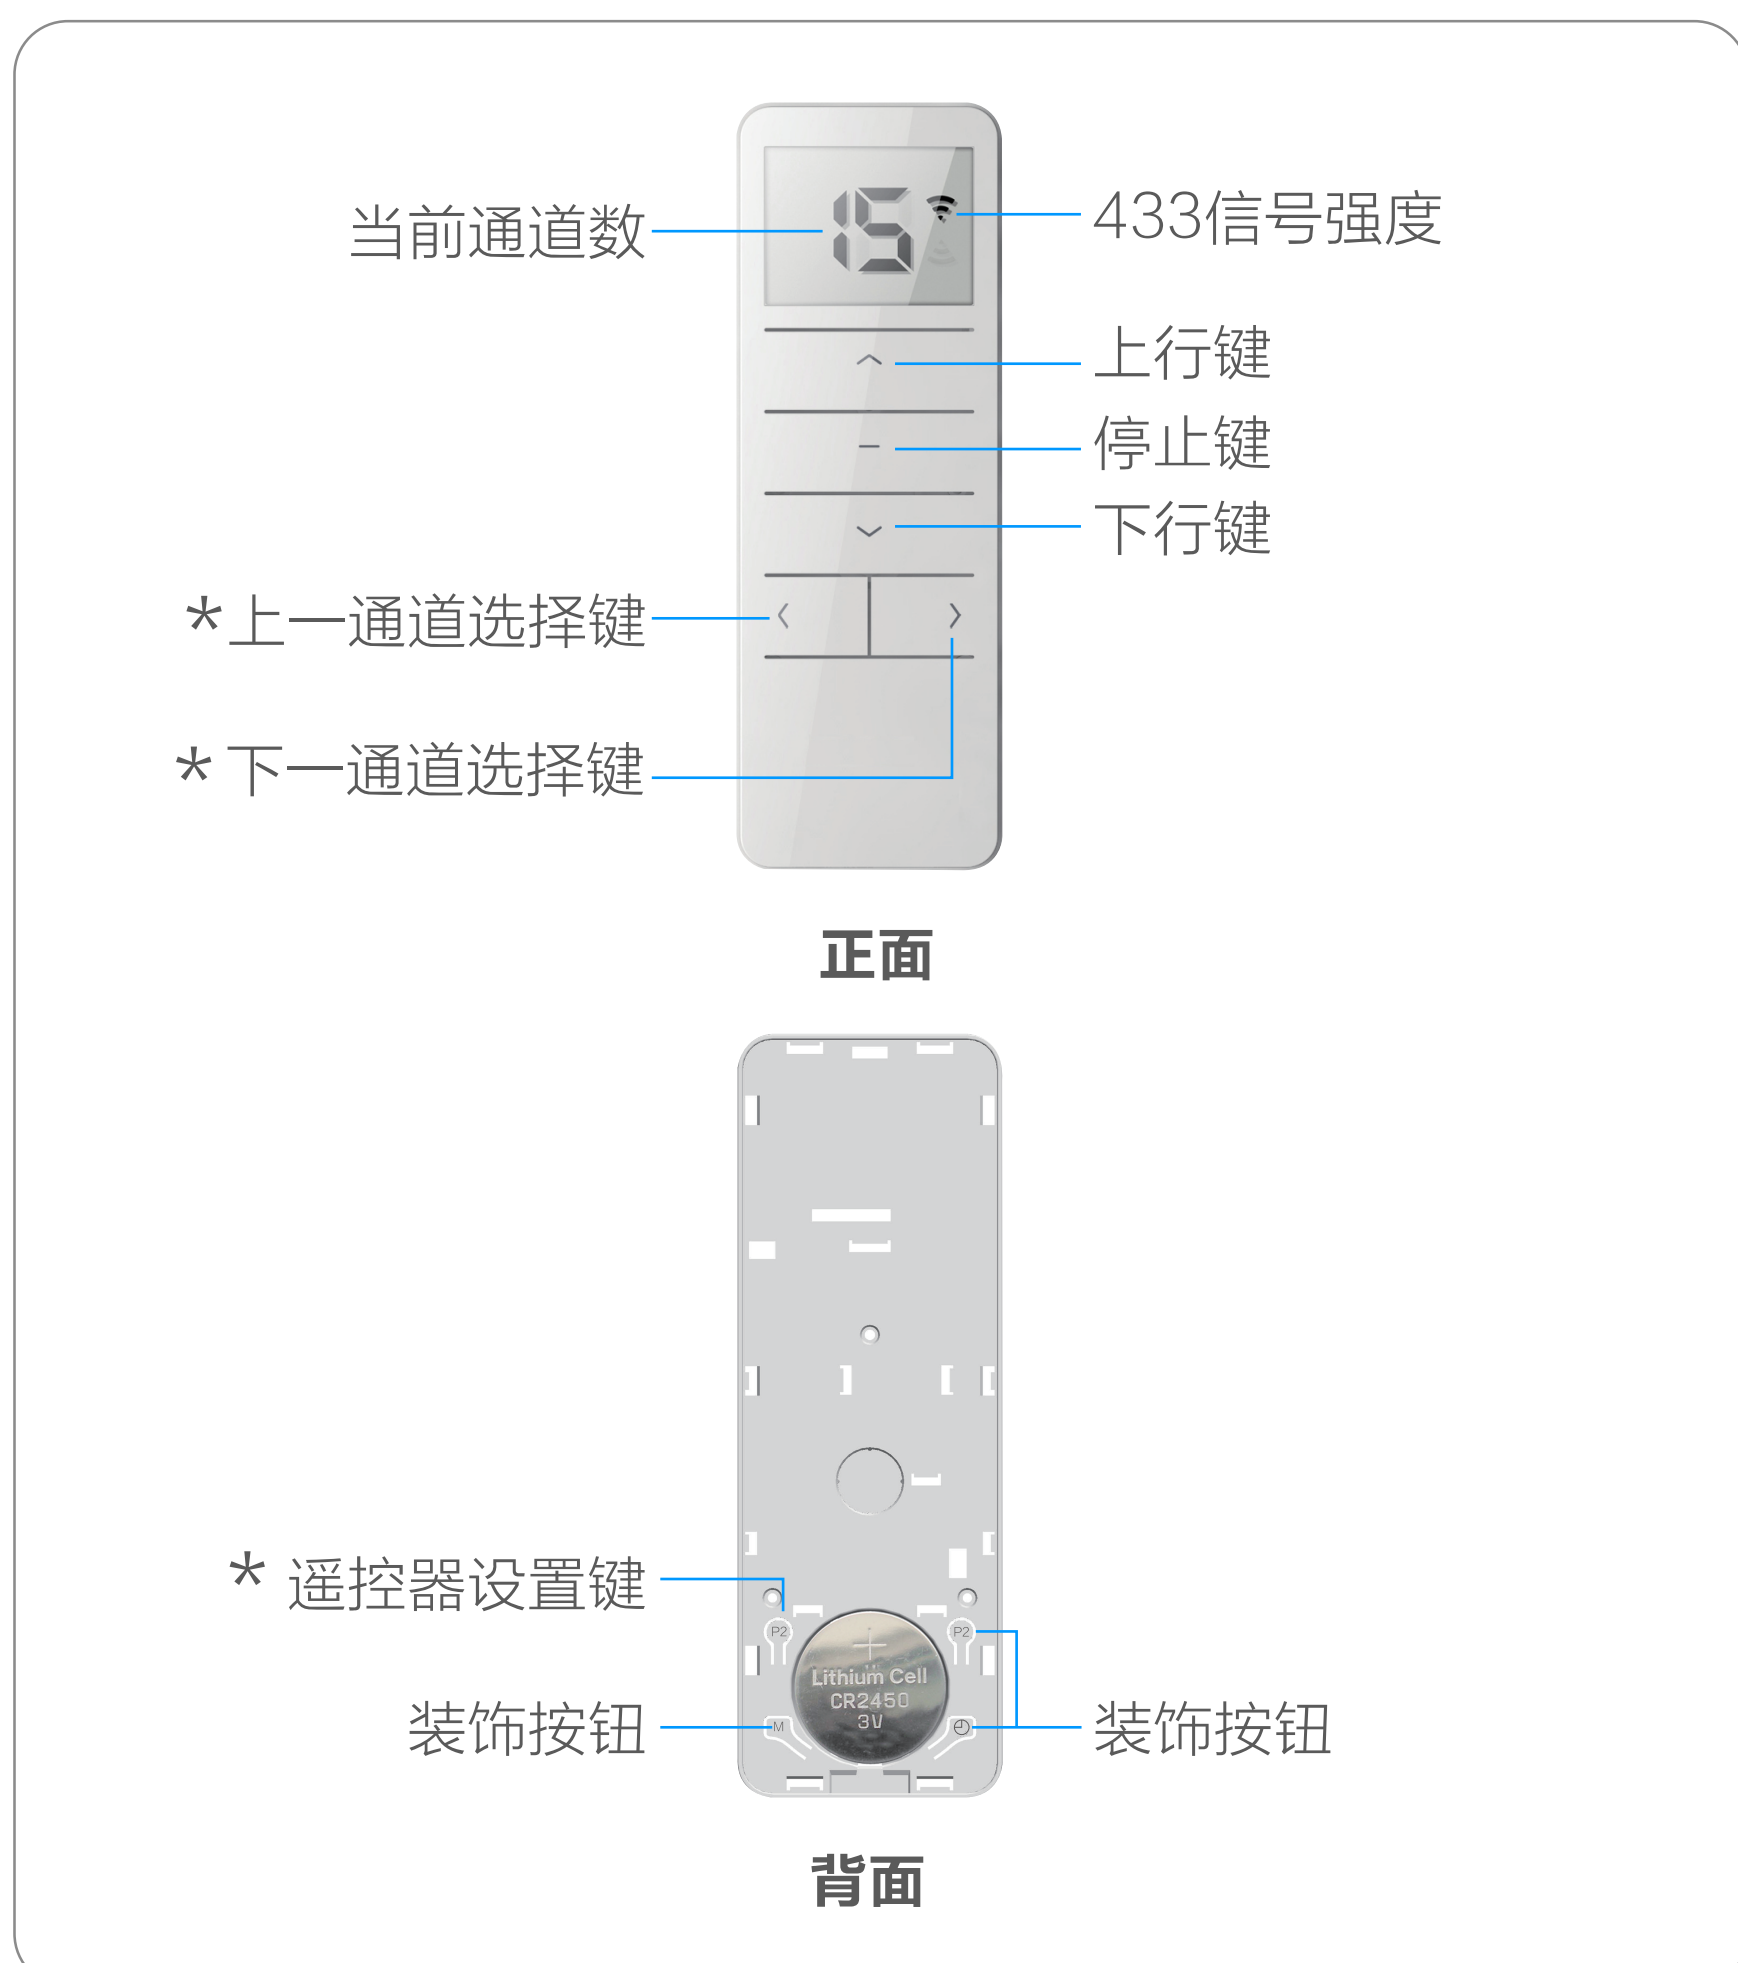 15
当前通道数
433信号强度
上行键
停止键
下行键
*上一通道选择键
*下一通道选择键
正面
* 遥控器设置键
P2
P2
Lithium Cell
CR2450
3V
装饰按钮
M
装饰按钮
背面